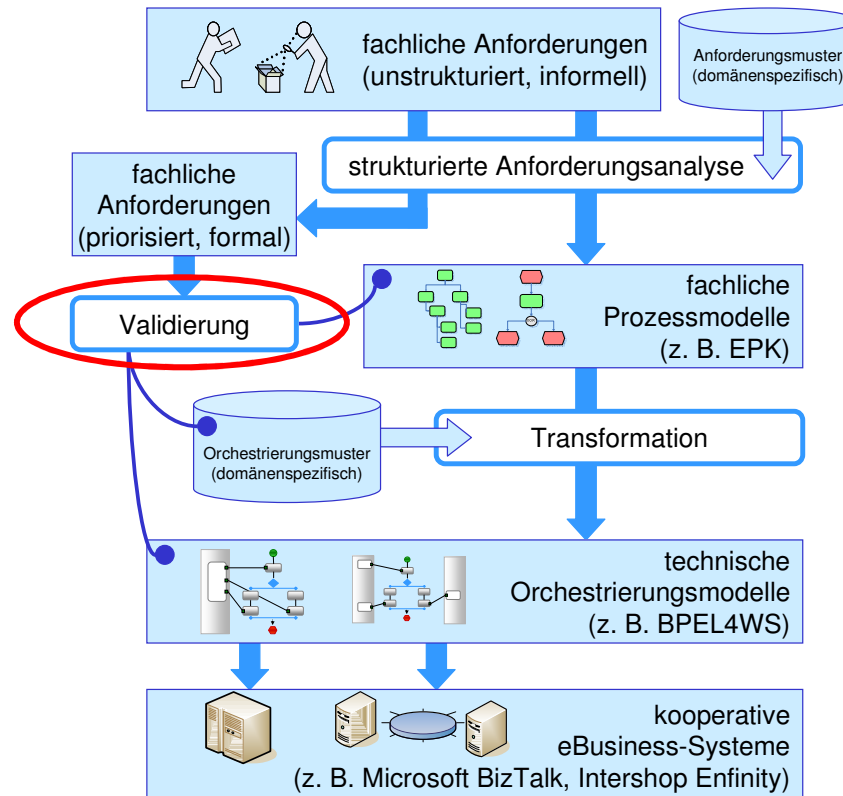 fachliche Anforderungen
(unstrukturiert, informell)
Anforderungsmuster
(domänenspezifisch)
strukturierte Anforderungsanalyse
fachliche
Anforderungen
(priorisiert, formal)
Validierung
fachliche
Prozessmodelle
(z. B. EPK)
Orchestrierungsmuster
(domänenspezifisch)
Transformation
technische
Orchestrierungsmodelle
(z. B. BPEL4WS)
kooperative
eBusiness-Systeme
(z. B. Microsoft BizTalk, Intershop Enfinity)